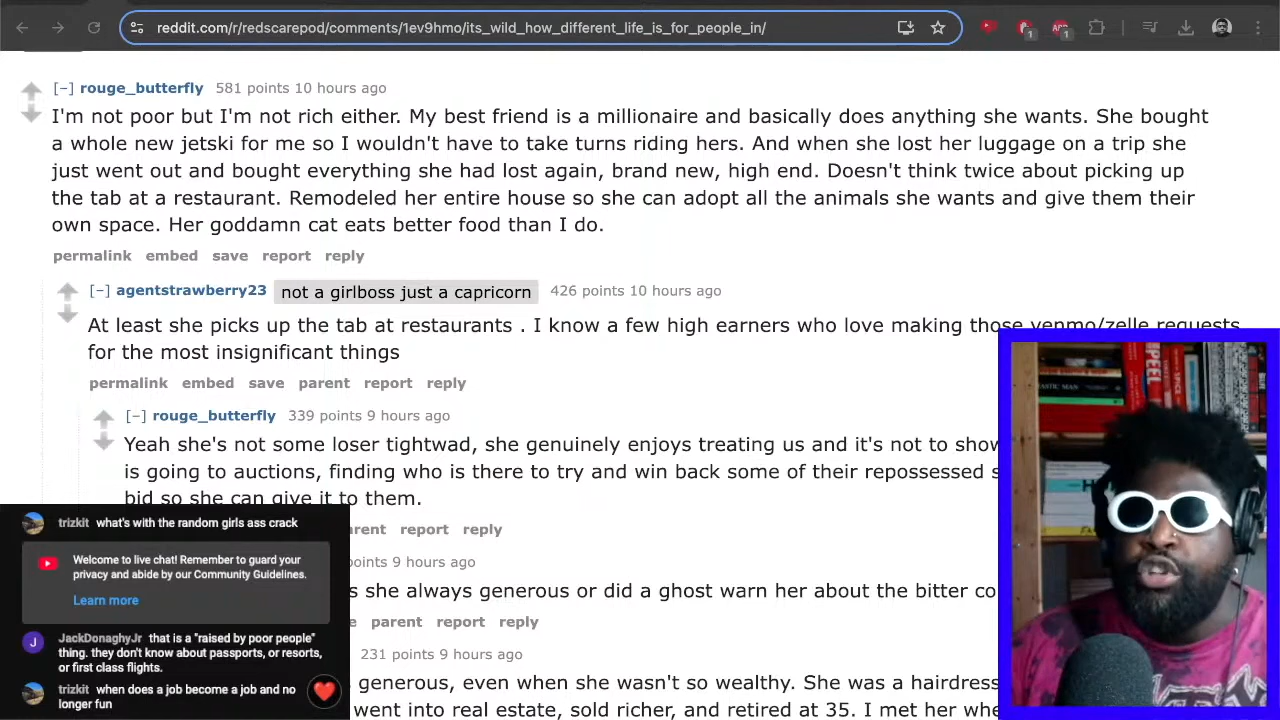 reddit.com/r/redscarepod/comments/1ev9hmo/its_wild_how_different_life_is_for_people_in/
[−] rouge_butterfly 581 points 10 hours ago
I'm not poor but I'm not rich either. My best friend is a millionaire and basically does anything she wants. She bought
a whole new jetski for me so I wouldn't have to take turns riding hers. And when she lost her luggage on a trip she
just went out and bought everything she had lost again, brand new, high end. Doesn't think twice about picking up
the tab at a restaurant. Remodeled her entire house so she can adopt all the animals she wants and give them their
own space. Her goddamn cat eats better food than I do.
permalink embed save report reply
[−] agentstrawberry23 not a girlboss just a capricorn 426 points 10 hours ago
At least she picks up the tab at restaurants . I know a few high earners who love making those venmo/zelle requests
for the most insignificant things
permalink embed save parent report reply
[−] rouge_butterfly 339 points 9 hours ago
Yeah she's not some loser tightwad, she genuinely enjoys treating us and it's not to show
is going to auctions, finding who is there to try and win back some of their repossessed
bid so she can give it to them.
arent report reply
points 9 hours ago
she always generous or did a ghost warn her about the bitter
parent report reply
231 points 9 hours ago
generous, even when she wasn't so wealthy. She was a
went into real estate, sold richer, and retired at 35. I met her
trizkit what's with the random girls ass crack
Welcome to live chat! Remember to guard your
privacy and abide by our Community Guidelines.
Learn more
JackDonaghyJr that is a "raised by poor people"
thing. they don't know about passports, or resorts,
or first class flights.
trizkit when does a job become a job and no
longer fun